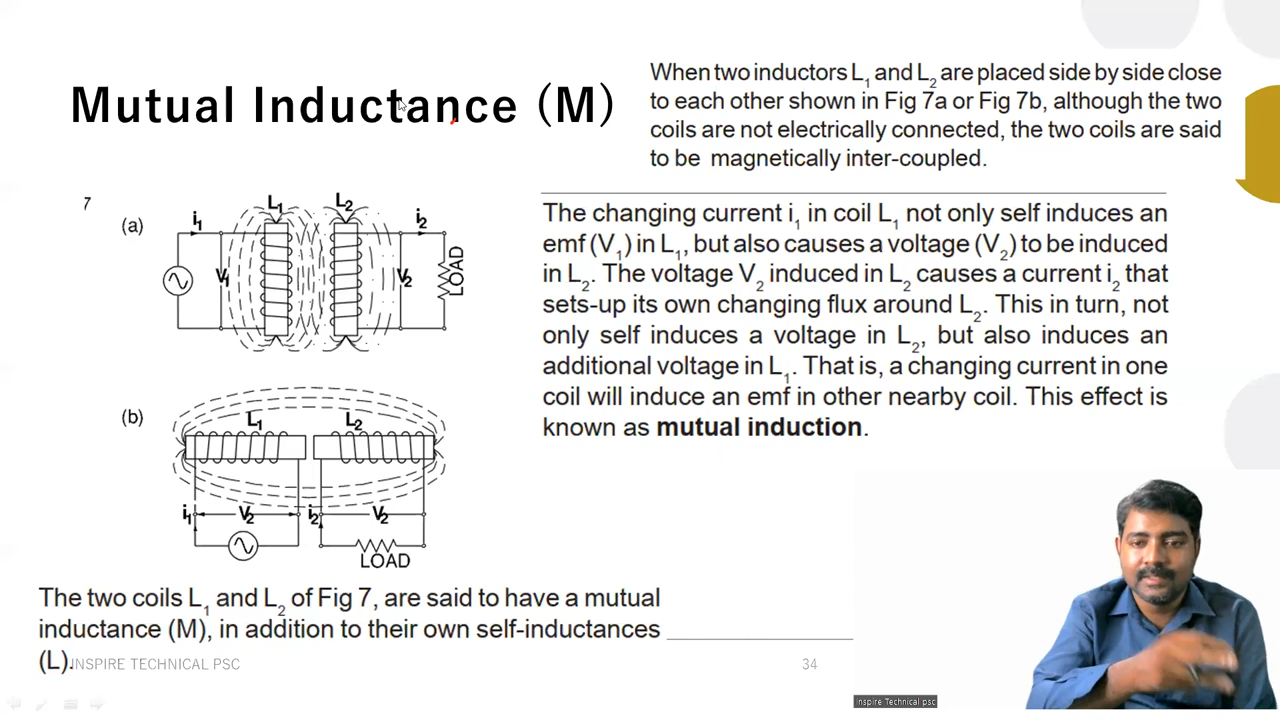 Mutual Inductance (M)
When two inductors L1 and L2 are placed side by side close
to each other shown in Fig 7a or Fig 7b, although the two
coils are not electrically connected, the two coils are said
to be magnetically inter-coupled.
7
(a)
i1
L1
L2
i2
V1
V2
LOAD
The changing current i1 in coil L1 not only self induces an
emf (V1) in L1, but also causes a voltage (V2) to be induced
in L2. The voltage V2 induced in L2 causes a current i2 that
sets-up its own changing flux around L2. This in turn, not
only self induces a voltage in L2, but also induces an
additional voltage in L1. That is, a changing current in one
coil will induce an emf in other nearby coil. This effect is
known as mutual induction.
(b)
L1
L2
i1
V2
i2
V2
LOAD
The two coils L1 and L2 of Fig 7, are said to have a mutual
inductance (M), in addition to their own self-inductances
(L).
INSPIRE TECHNICAL PSC
34
Inspire Technical psc